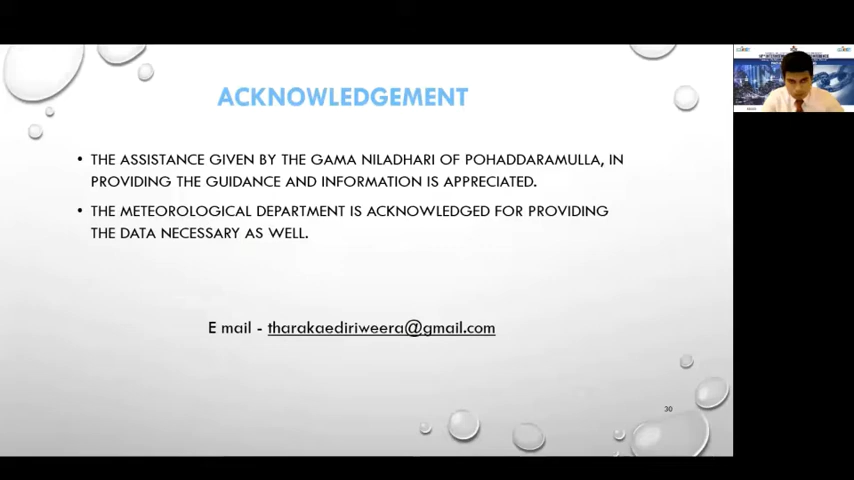 ACKNOWLEDGEMENT
• THE ASSISTANCE GIVEN BY THE GAMA NILADHARI OF POHADDARAMULLA, IN
PROVIDING THE GUIDANCE AND INFORMATION IS APPRECIATED.
• THE METEOROLOGICAL DEPARTMENT IS ACKNOWLEDGED FOR PROVIDING
THE DATA NECESSARY AS WELL.
E mail - tharakaediriweera@gmail.com
30